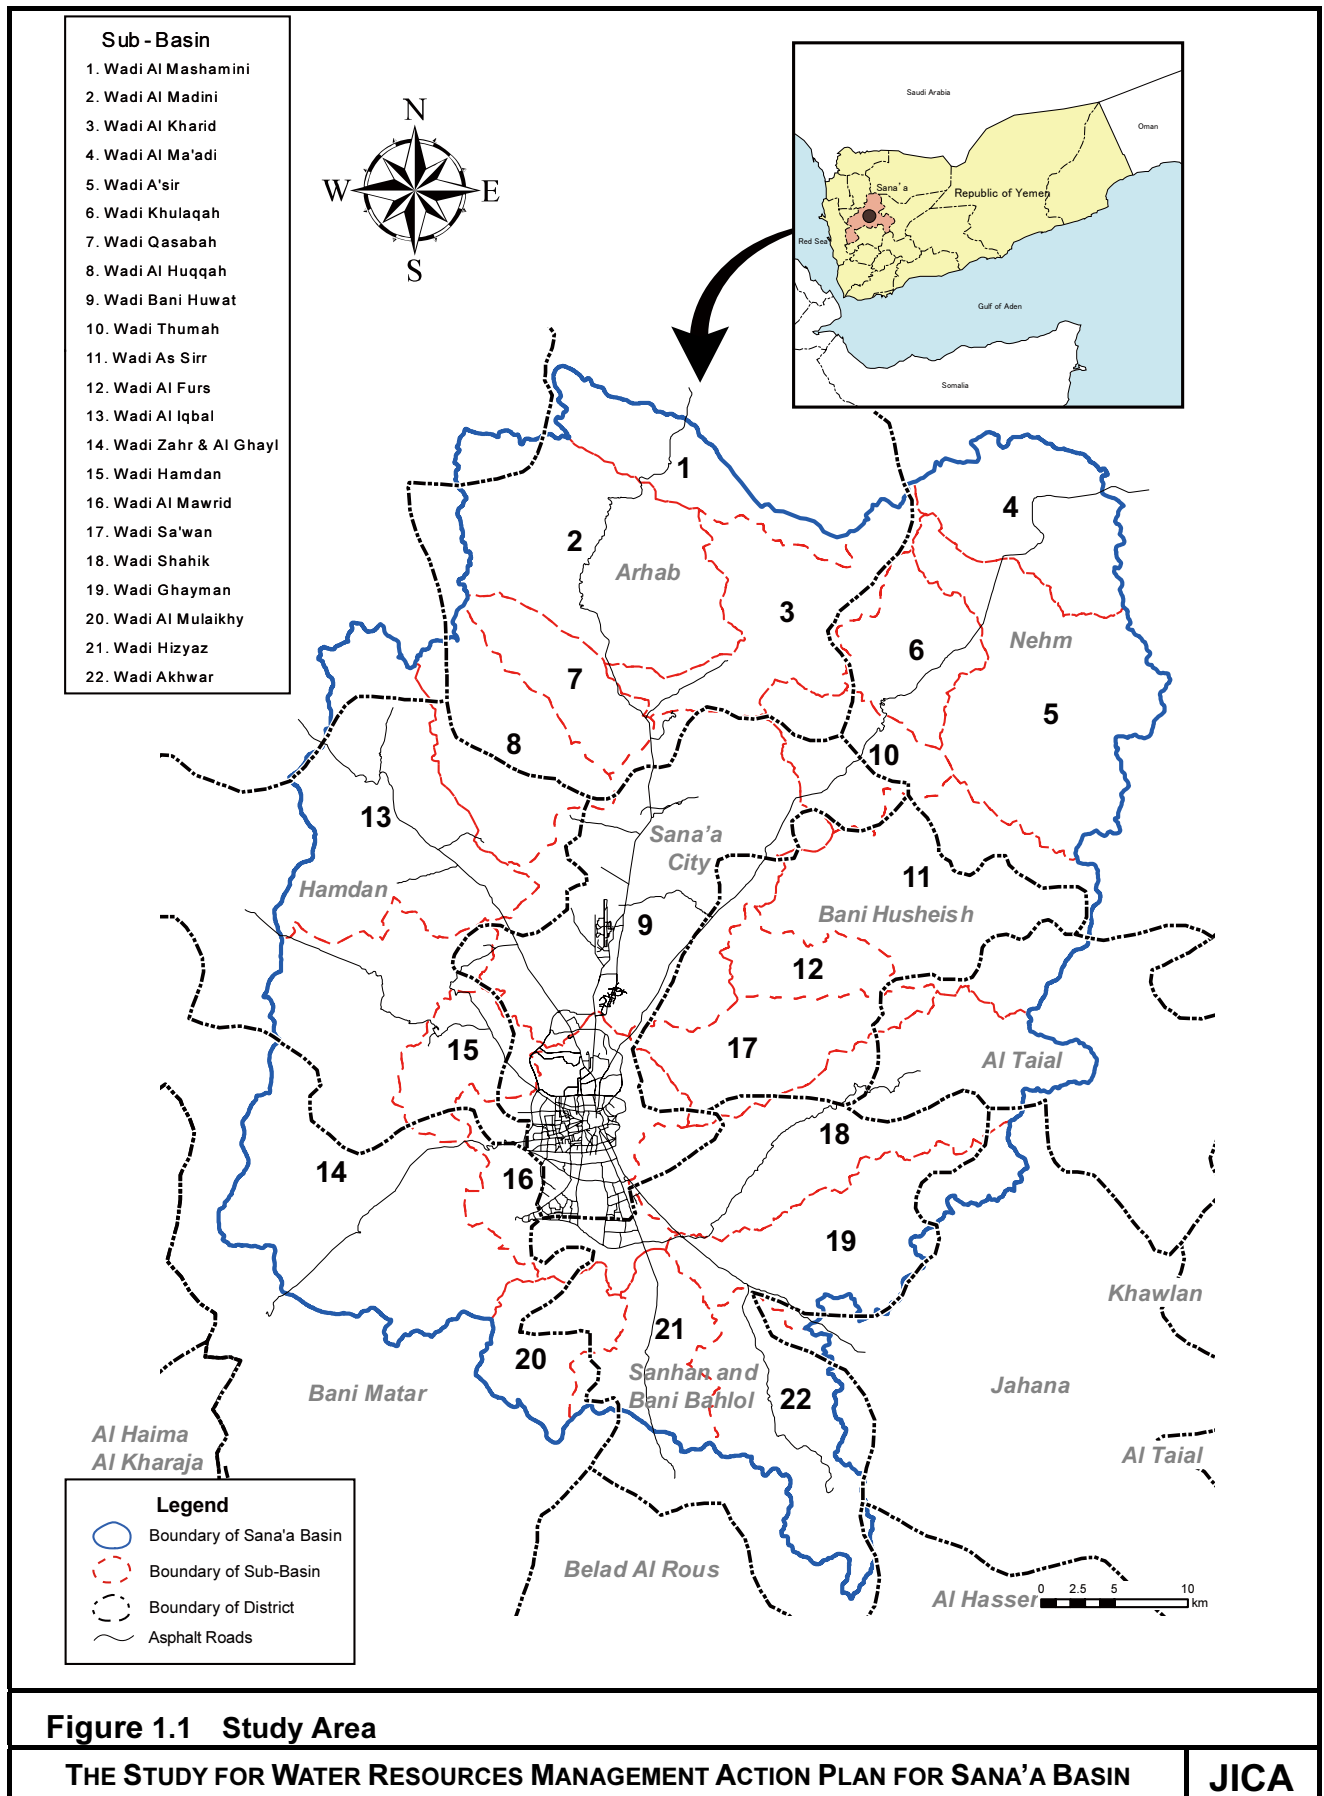 Sub-Basin
1. Wadi Al Mashamini
2. Wadi Al Madini
3. Wadi Al Kharid
4. Wadi Al Ma'adi
5. Wadi A'sir
6. Wadi Khulaqah
7. Wadi Qasabah
8. Wadi Al Huqqah
9. Wadi Bani Huwat
10. Wadi Thumah
11. Wadi As Sirr
12. Wadi Al Furs
13. Wadi Al Iqbal
14. Wadi Zahr & Al Ghayl
15. Wadi Hamdan
16. Wadi Al Mawrid
17. Wadi Sa'wan
18. Wadi Shahik
19. Wadi Ghayman
20. Wadi Al Mulaikhy
21. Wadi Hizyaz
22. Wadi Akhwar
N
W
E
S
Saudi Arabia
Oman
Sana'a
Republic of Yemen
Red Sea
Gulf of Aden
Somalia
1
4
2
Arhab
3
6
Nehm
7
5
8
10
13
Sana'a
City
11
Hamdan
Bani Husheish
9
12
15
17
Al Taial
18
14
16
19
Khawlan
21
20
Sanhan and
Bani Bahlol
22
Jahana
Bani Matar
Al Haima
Al Kharaja
Al Taial
Belad Al Rous
Al Hasser
0 2.5 5 10
km
Legend
Boundary of Sana'a Basin
Boundary of Sub-Basin
Boundary of District
Asphalt Roads
Figure 1.1 Study Area
THE STUDY FOR WATER RESOURCES MANAGEMENT ACTION PLAN FOR SANA'A BASIN
JICA